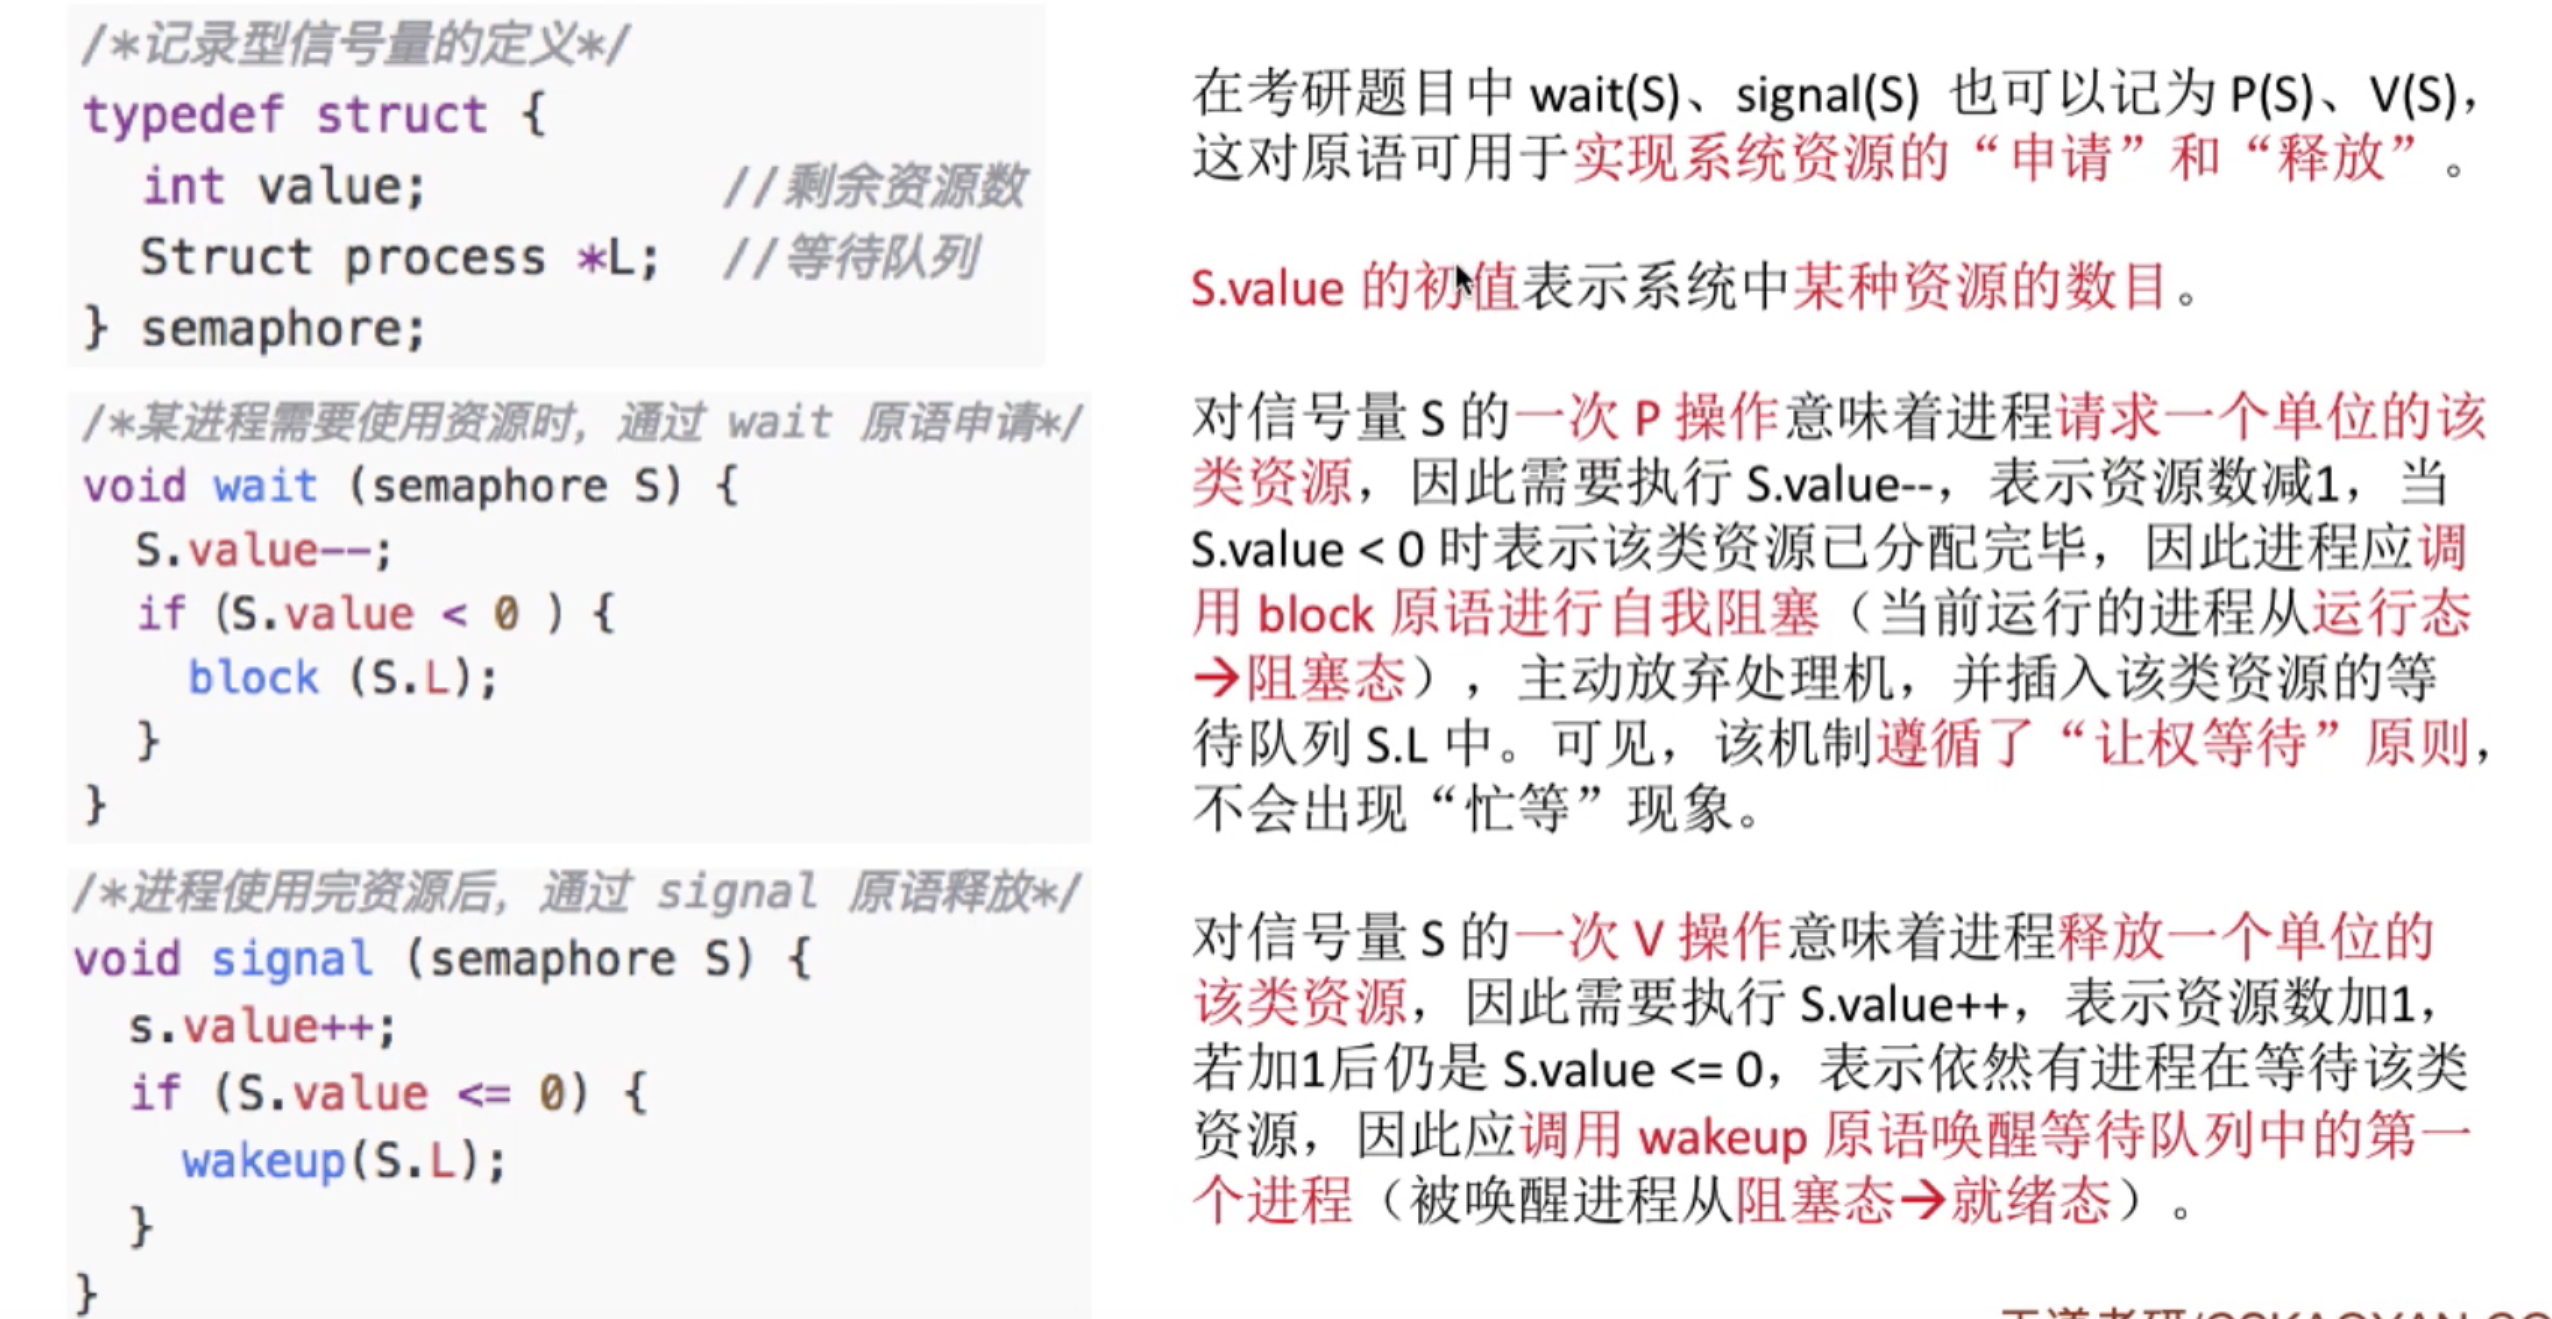 /*记录型信号量的定义*/
typedef struct {
int value; //剩余资源数
Struct process *L; //等待队列
} semaphore;
/*某进程需要使用资源时，通过 wait 原语申请*/
void wait (semaphore S) {
S.value--;
if (S.value < 0 ) {
block (S.L);
}
}
/*进程使用完资源后，通过 signal 原语释放*/
void signal (semaphore S) {
s.value++;
if (S.value <= 0) {
wakeup(S.L);
}
}
在考研题目中 wait(S)、signal(S) 也可以记为 P(S)、V(S)，
这对原语可用于实现系统资源的“申请”和“释放”。
S.value 的初值表示系统中某种资源的数目。
对信号量 S 的一次 P 操作意味着进程请求一个单位的该
类资源，因此需要执行 S.value--，表示资源数减1，当
S.value < 0 时表示该类资源已分配完毕，因此进程应调
用 block 原语进行自我阻塞（当前运行的进程从运行态
→阻塞态），主动放弃处理机，并插入该类资源的等
待队列 S.L 中。可见，该机制遵循了“让权等待”原则，
不会出现“忙等”现象。
对信号量 S 的一次 V 操作意味着进程释放一个单位的
该类资源，因此需要执行 S.value++，表示资源数加1，
若加1后仍是 S.value <= 0，表示依然有进程在等待该类
资源，因此应调用 wakeup 原语唤醒等待队列中的第一
个进程（被唤醒进程从阻塞态→就绪态）。